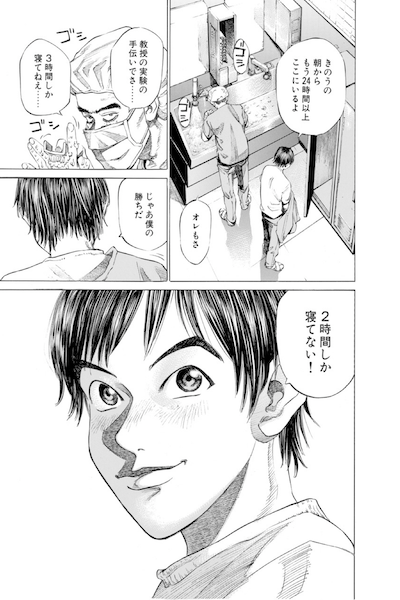 きのうの
朝から
もう24時間以上
ここにいるよ
オレもさ
ゴシ
ゴシ
教授の実験の
手伝いでさ……
3時間しか
寝てねえ…
ゴシ
ゴシ
じゃあ僕の
勝ちだ
2時間しか
寝てない!